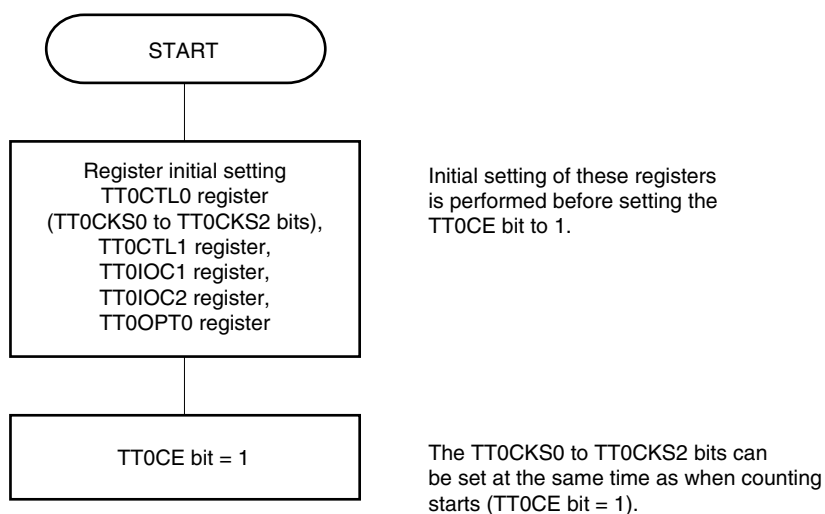 START
Register initial setting
TT0CTL0 register
(TT0CKS0 to TT0CKS2 bits),
TT0CTL1 register,
TT0IOC1 register,
TT0IOC2 register,
TT0OPT0 register
Initial setting of these registers
is performed before setting the
TT0CE bit to 1.
TT0CE bit = 1
The TT0CKS0 to TT0CKS2 bits can
be set at the same time as when counting
starts (TT0CE bit = 1).